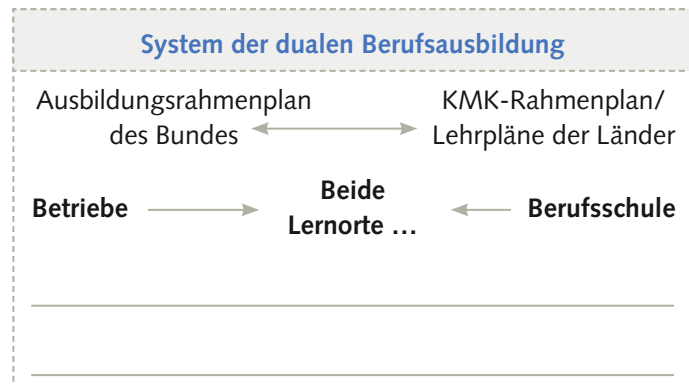 System der dualen Berufsausbildung
Ausbildungsrahmenplan
des Bundes
KMK-Rahmenplan/
Lehrpläne der Länder
Betriebe
Beide
Lernorte …
Berufsschule